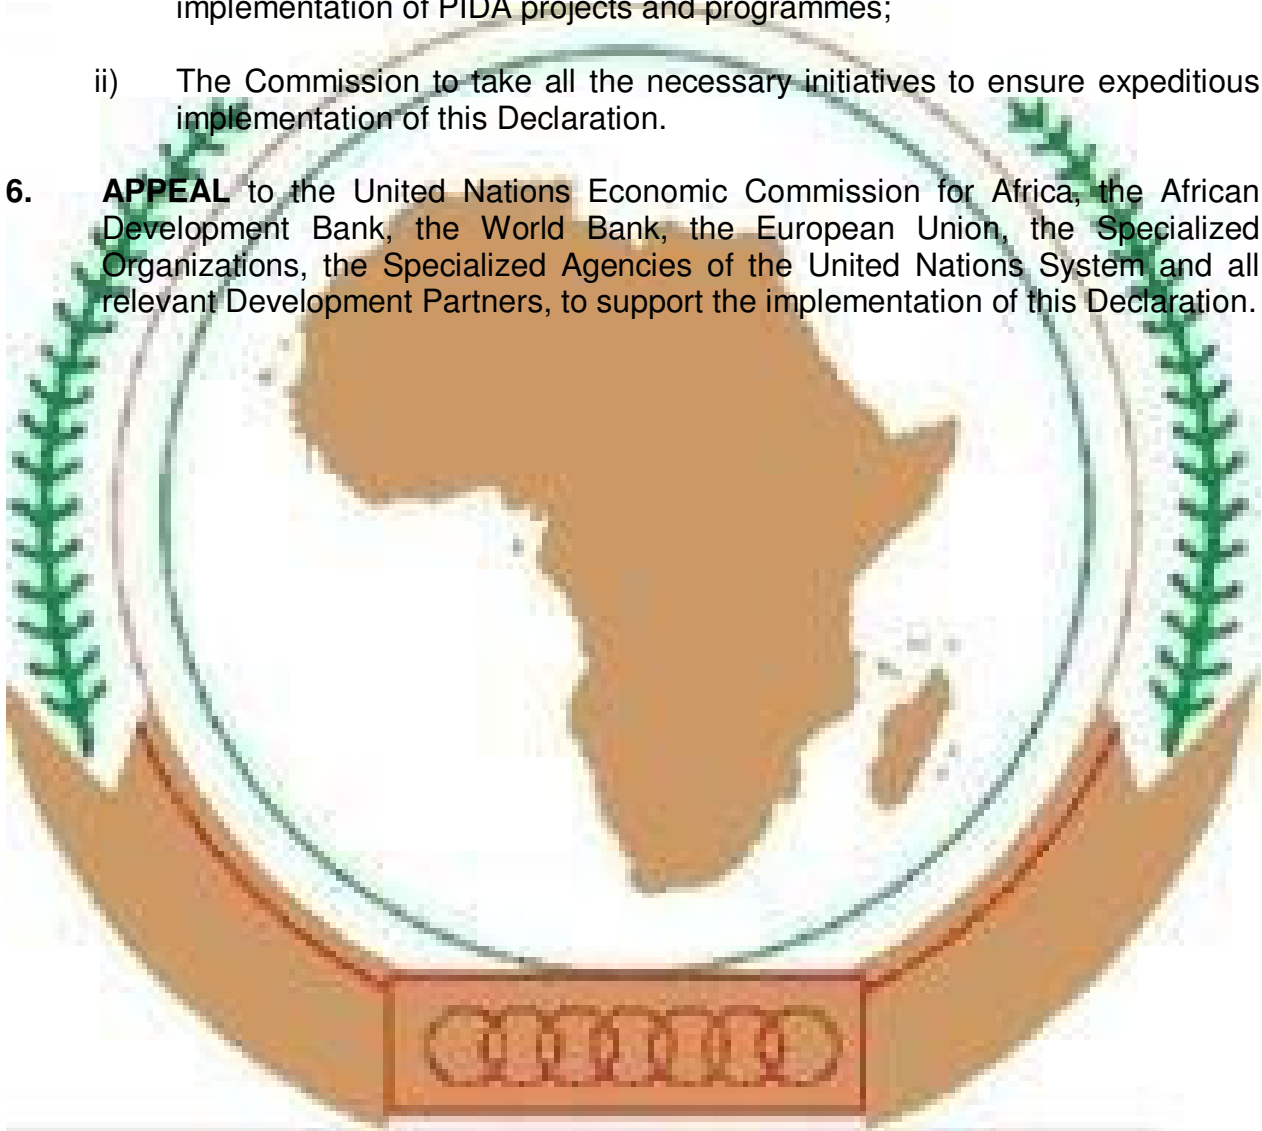 implementation of PIDA projects and programmes;
ii) The Commission to take all the necessary initiatives to ensure expeditious
implementation of this Declaration.
6. APPEAL to the United Nations Economic Commission for Africa, the African
Development Bank, the World Bank, the European Union, the Specialized
Organizations, the Specialized Agencies of the United Nations System and all
relevant Development Partners, to support the implementation of this Declaration.